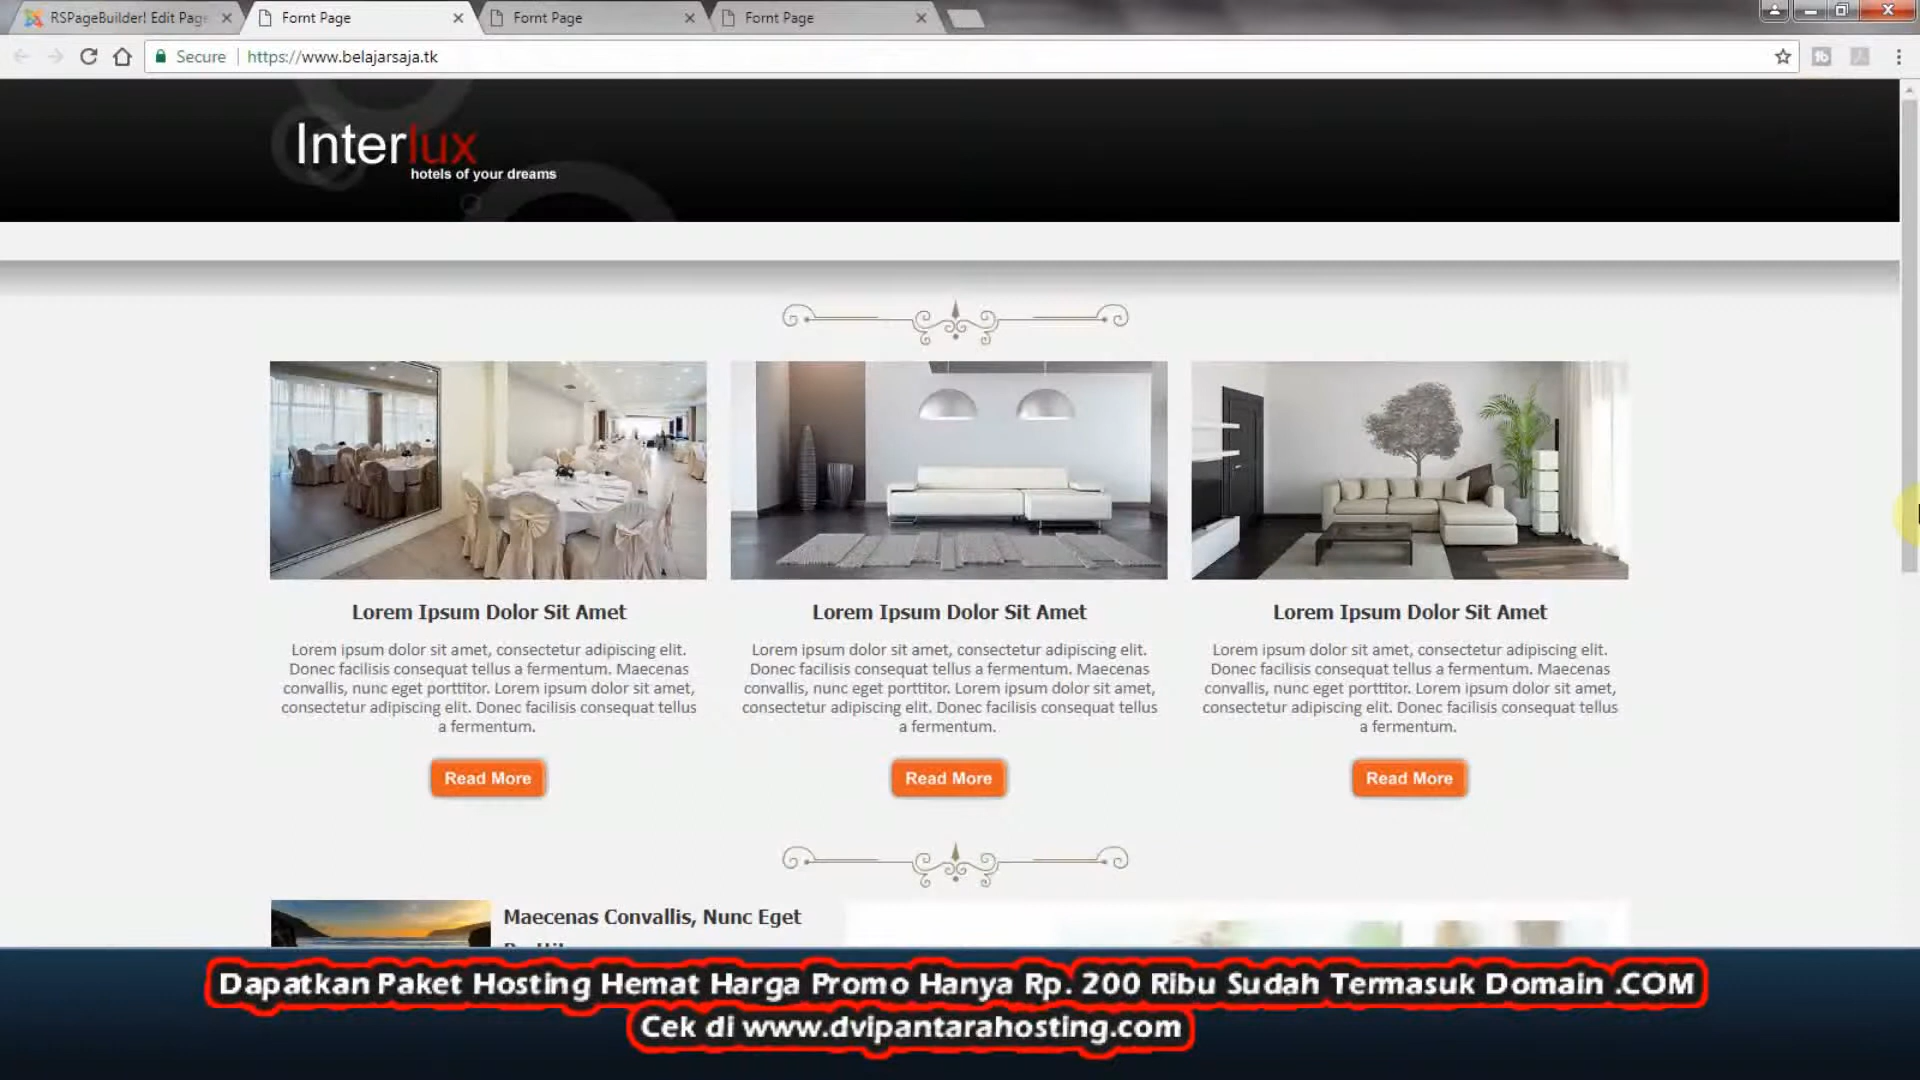 RSPageBuilder! Edit Page
Fornt Page
Fornt Page
Fornt Page
Secure
https://www.belajarsaja.tk
Interlux
hotels of your dreams
Lorem Ipsum Dolor Sit Amet
Lorem ipsum dolor sit amet, consectetur adipiscing elit.
Donec facilisis consequat tellus a fermentum. Maecenas
convallis, nunc eget porttitor. Lorem ipsum dolor sit amet,
consectetur adipiscing elit. Donec facilisis consequat tellus
a fermentum.
Read More
Lorem Ipsum Dolor Sit Amet
Lorem ipsum dolor sit amet, consectetur adipiscing elit.
Donec facilisis consequat tellus a fermentum. Maecenas
convallis, nunc eget porttitor. Lorem ipsum dolor sit amet,
consectetur adipiscing elit. Donec facilisis consequat tellus
a fermentum.
Read More
Lorem Ipsum Dolor Sit Amet
Lorem ipsum dolor sit amet, consectetur adipiscing elit.
Donec facilisis consequat tellus a fermentum. Maecenas
convallis, nunc eget porttitor. Lorem ipsum dolor sit amet,
consectetur adipiscing elit. Donec facilisis consequat tellus
a fermentum.
Read More
Maecenas Convallis, Nunc Eget
Dapatkan Paket Hosting Hemat Harga Promo Hanya Rp. 200 Ribu Sudah Termasuk Domain .COM
Cek di www.dvipantarahosting.com